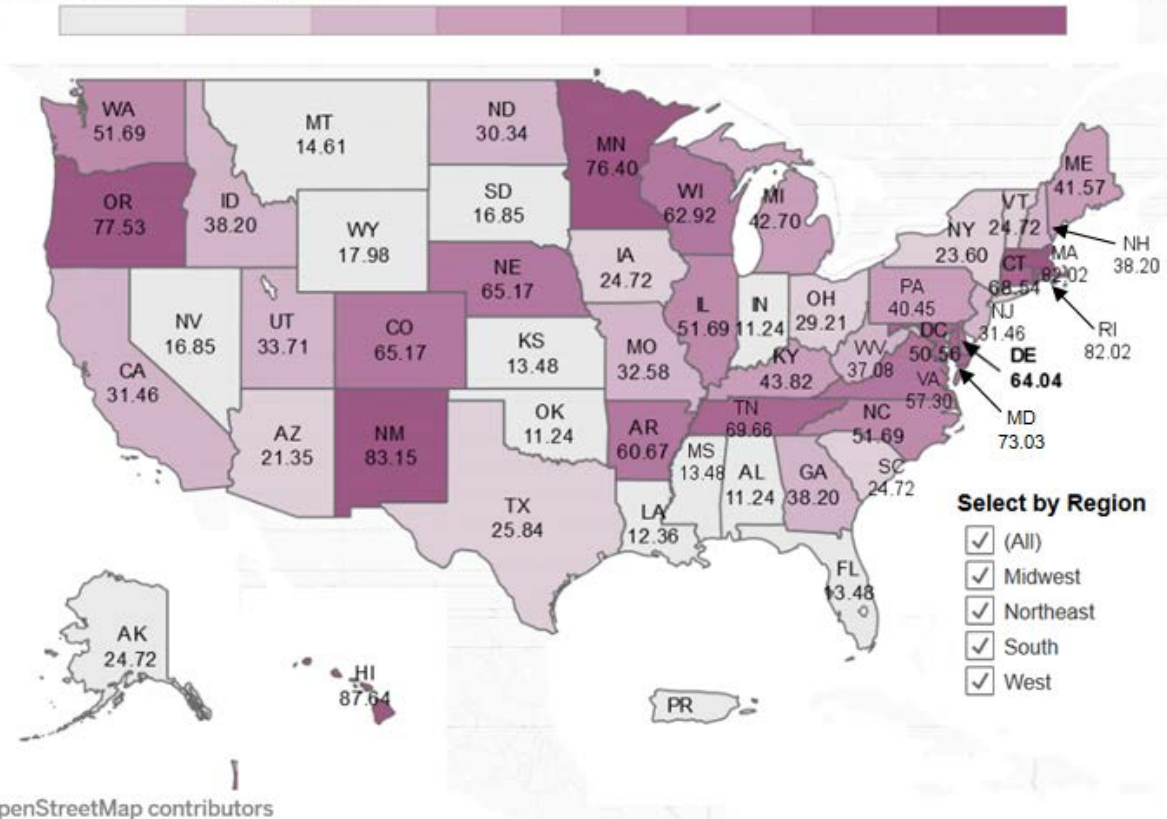 WA
51.69
MT
14.61
ND
30.34
MN
76.40
ME
41.57
OR
77.53
ID
38.20
SD
16.85
WI
62.92
MI
42.70
VT
24.72
NH
38.20
WY
17.98
NY
23.60
MA
82.02
IA
24.72
NE
65.17
CT
68.54
PA
40.45
NJ
31.46
RI
82.02
NV
16.85
UT
33.71
CO
65.17
IL
51.69
IN
11.24
OH
29.21
DC
50.56
DE
64.04
KS
13.48
MO
32.58
KY
43.82
WV
37.08
VA
57.30
MD
73.03
CA
31.46
OK
11.24
TN
69.66
NC
51.69
AZ
21.35
NM
83.15
AR
60.67
MS
13.48
AL
11.24
GA
38.20
SC
24.72
TX
25.84
LA
12.36
FL
13.48
Select by Region
(All)
Midwest
Northeast
South
West
AK
24.72
HI
87.64
PR
penStreetMap contributors